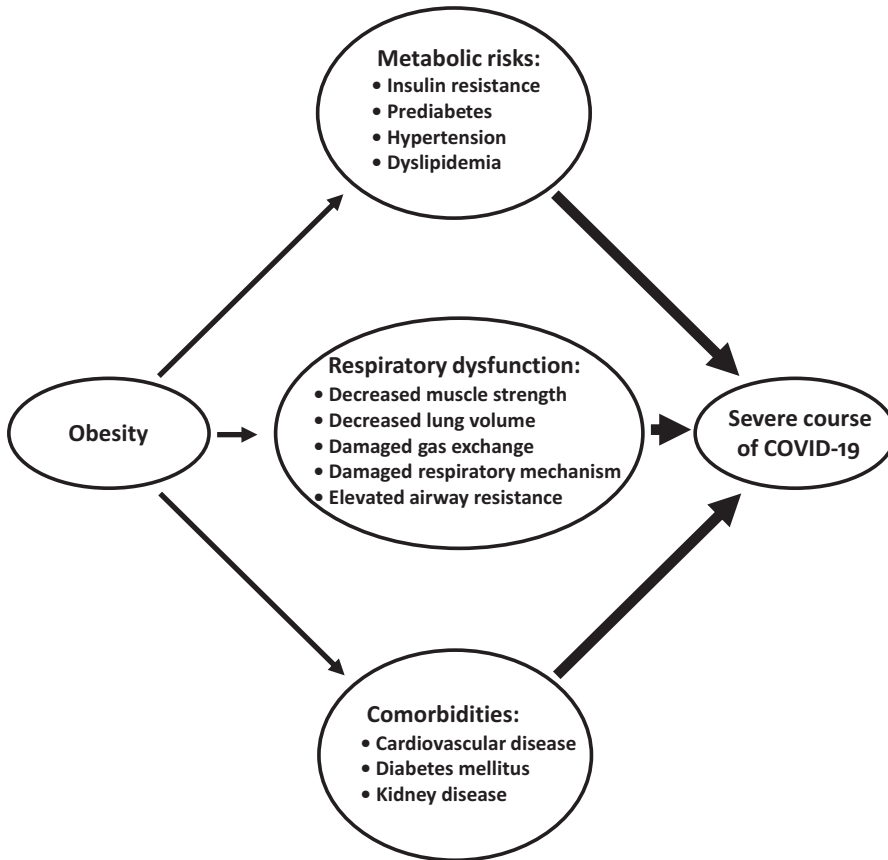 Metabolic risks:
• Insulin resistance
• Prediabetes
• Hypertension
• Dyslipidemia
Obesity
Respiratory dysfunction:
• Decreased muscle strength
• Decreased lung volume
• Damaged gas exchange
• Damaged respiratory mechanism
• Elevated airway resistance
Severe course
of COVID-19
Comorbidities:
• Cardiovascular disease
• Diabetes mellitus
• Kidney disease